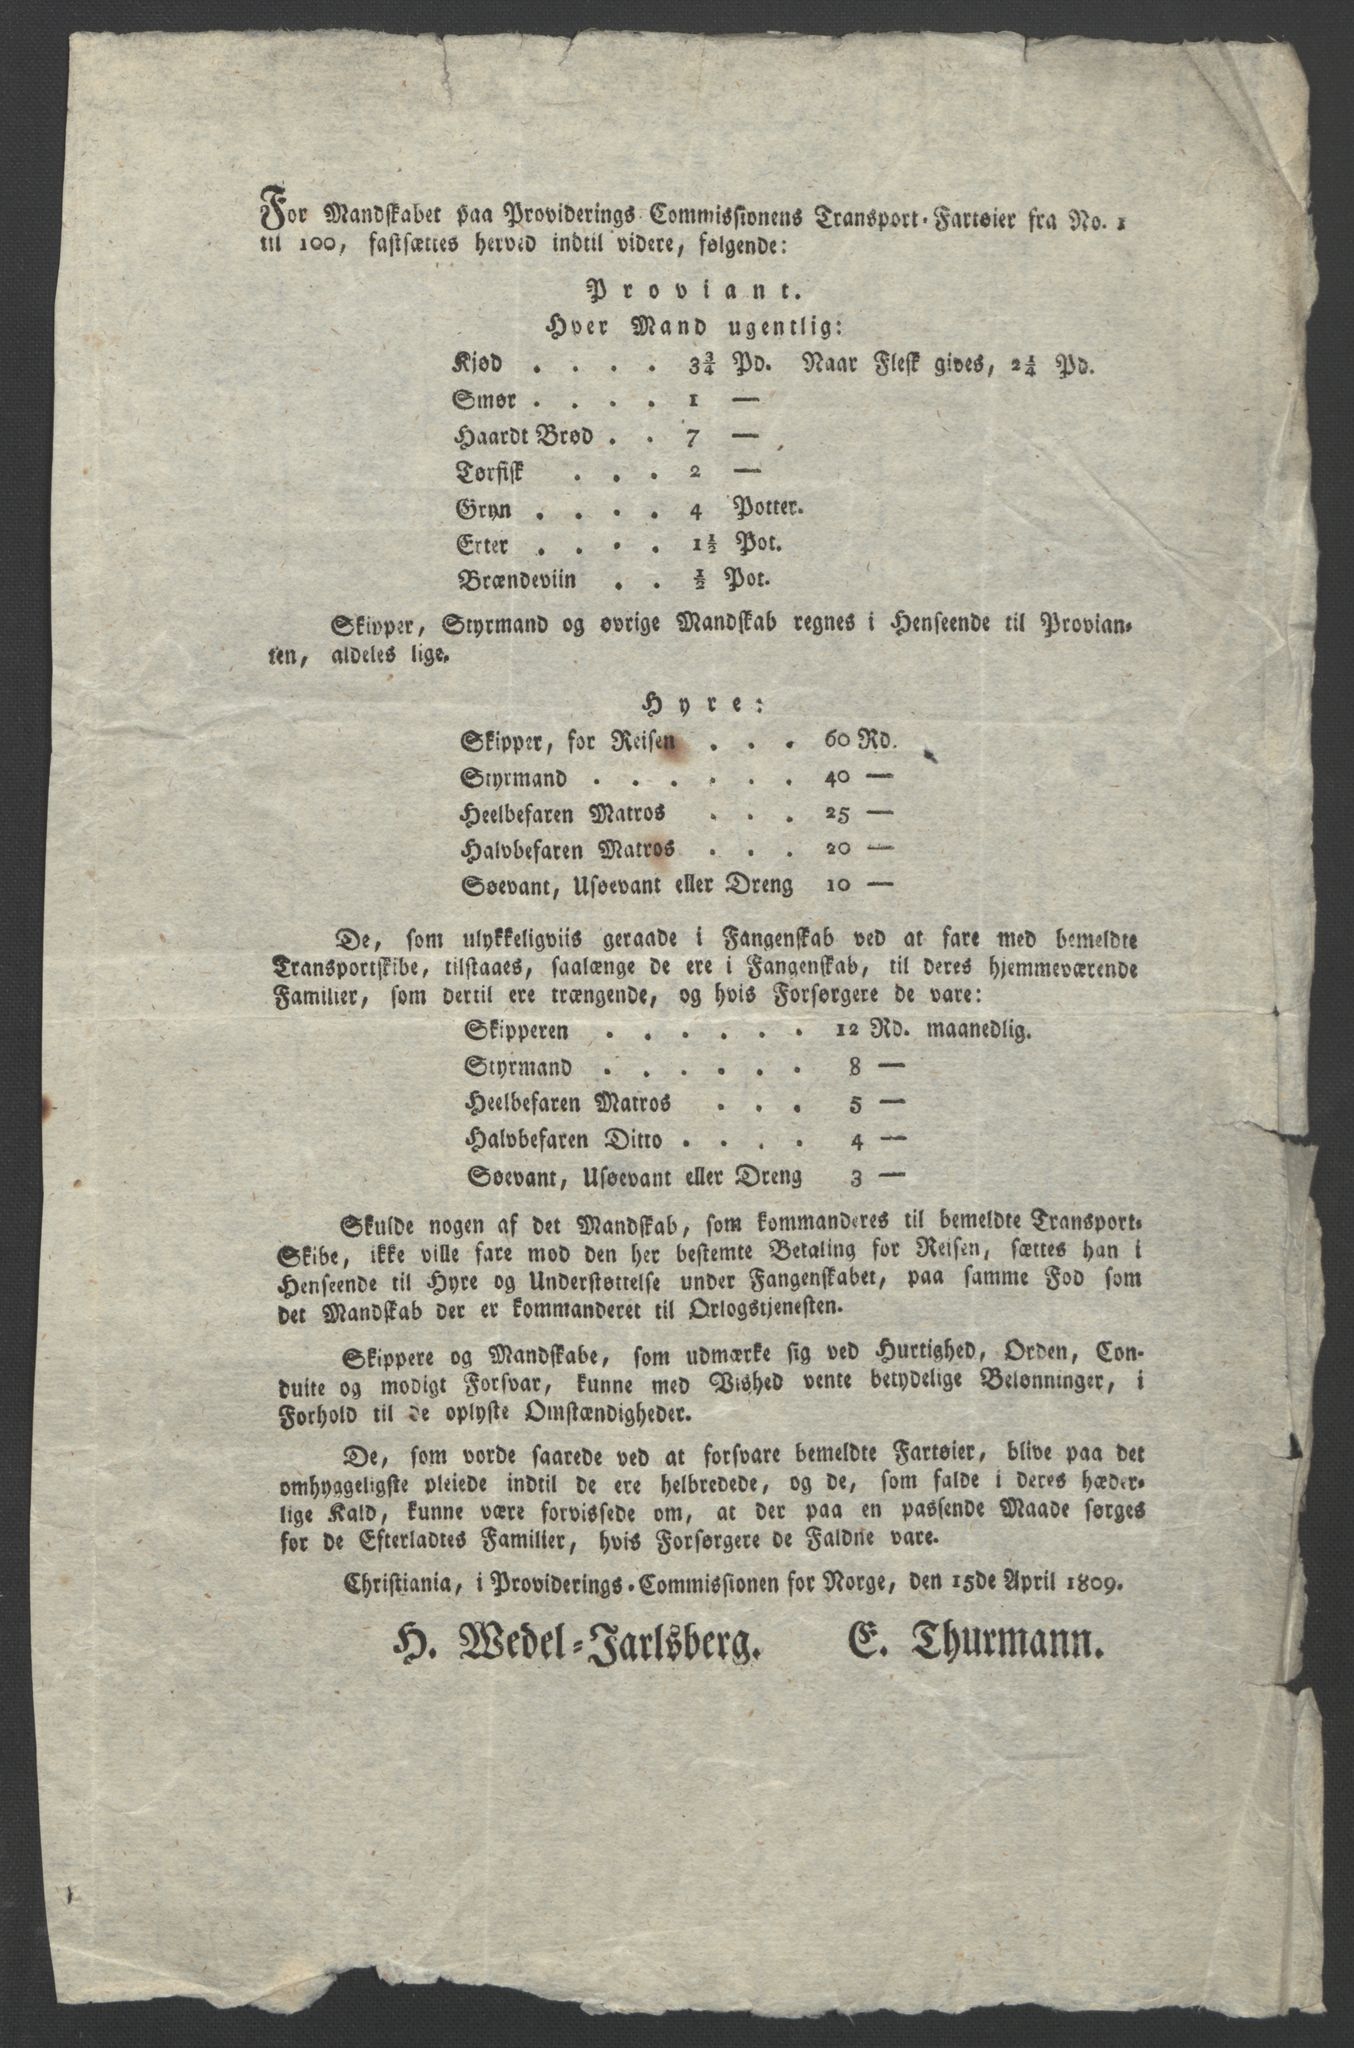 For Mandskabet paa Providerings Commissionens Transport-Fartøier fra No. 1
til 100, fastsættes herved indtil videre, følgende:
Proviant.
Hver Mand ugentlig:
Kjød . . . . 3¾ Pd. Naar Flesk gives, 2¼ Pd.
Smør . . . . 1 —
Haardt Brød . . 7 —
Tørfisk . . . 2 —
Gryn . . . . 4 Potter.
Erter . . . . 1½ Pot.
Brændeviin . . ½ Pot.
Skipper, Styrmand og øvrige Mandskab regnes i Henseende til Provian-
ten, aldeles lige.
Hyre:
Skipper, for Reisen . . . 60 Rd.
Styrmand . . . . . . 40 —
Heelbefaren Matros . . . 25 —
Halvbefaren Matros . . . 20 —
Søevant, Usøevant eller Dreng 10 —
De, som ulykkeligviis geraade i Fangenskab ved at fare med bemeldte
Transportskibe, tilstaaes, saalænge de ere i Fangenskab, til deres hjemmeværende
Familier, som dertil ere trængende, og hvis Forsørgere de vare:
Skipperen . . . . . . 12 Rd. maanedlig.
Styrmand . . . . . . 8 —
Heelbefaren Matros . . . 5 —
Halvbefaren Ditto . . . . 4 —
Søevant, Usøevant eller Dreng 3 —
Skulde nogen af det Mandskab, som kommanderes til bemeldte Transport-
Skibe, ikke ville fare mod den her bestemte Betaling for Reisen, sættes han i
Henseende til Hyre og Understøttelse under Fangenskabet, paa samme Fod som
det Mandskab der er kommanderet til Orlogstjenesten.
Skippere og Mandskabe, som udmærke sig ved Hurtighed, Orden, Con-
duite og modigt Forsvar, kunne med Vished vente betydelige Belønninger, i
Forhold til de oplyste Omstændigheder.
De, som vorde saarede ved at forsvare bemeldte Fartøier, blive paa det
omhyggeligste pleiede indtil de ere helbredede, og de, som falde i deres hæder-
lige Kald, kunne være forvissede om, at der paa en passende Maade sørges
for de Efterladtes Familier, hvis Forsørgere de Faldne vare.
Christiania, i Providerings-Commissionen for Norge, den 15de April 1809.
H. Wedel-Jarlsberg. E. Thurmann.